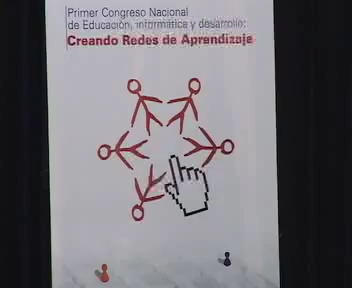 Primer Congreso Nacional
de Educación, informática y desarrollo:
Creando Redes de Aprendizaje